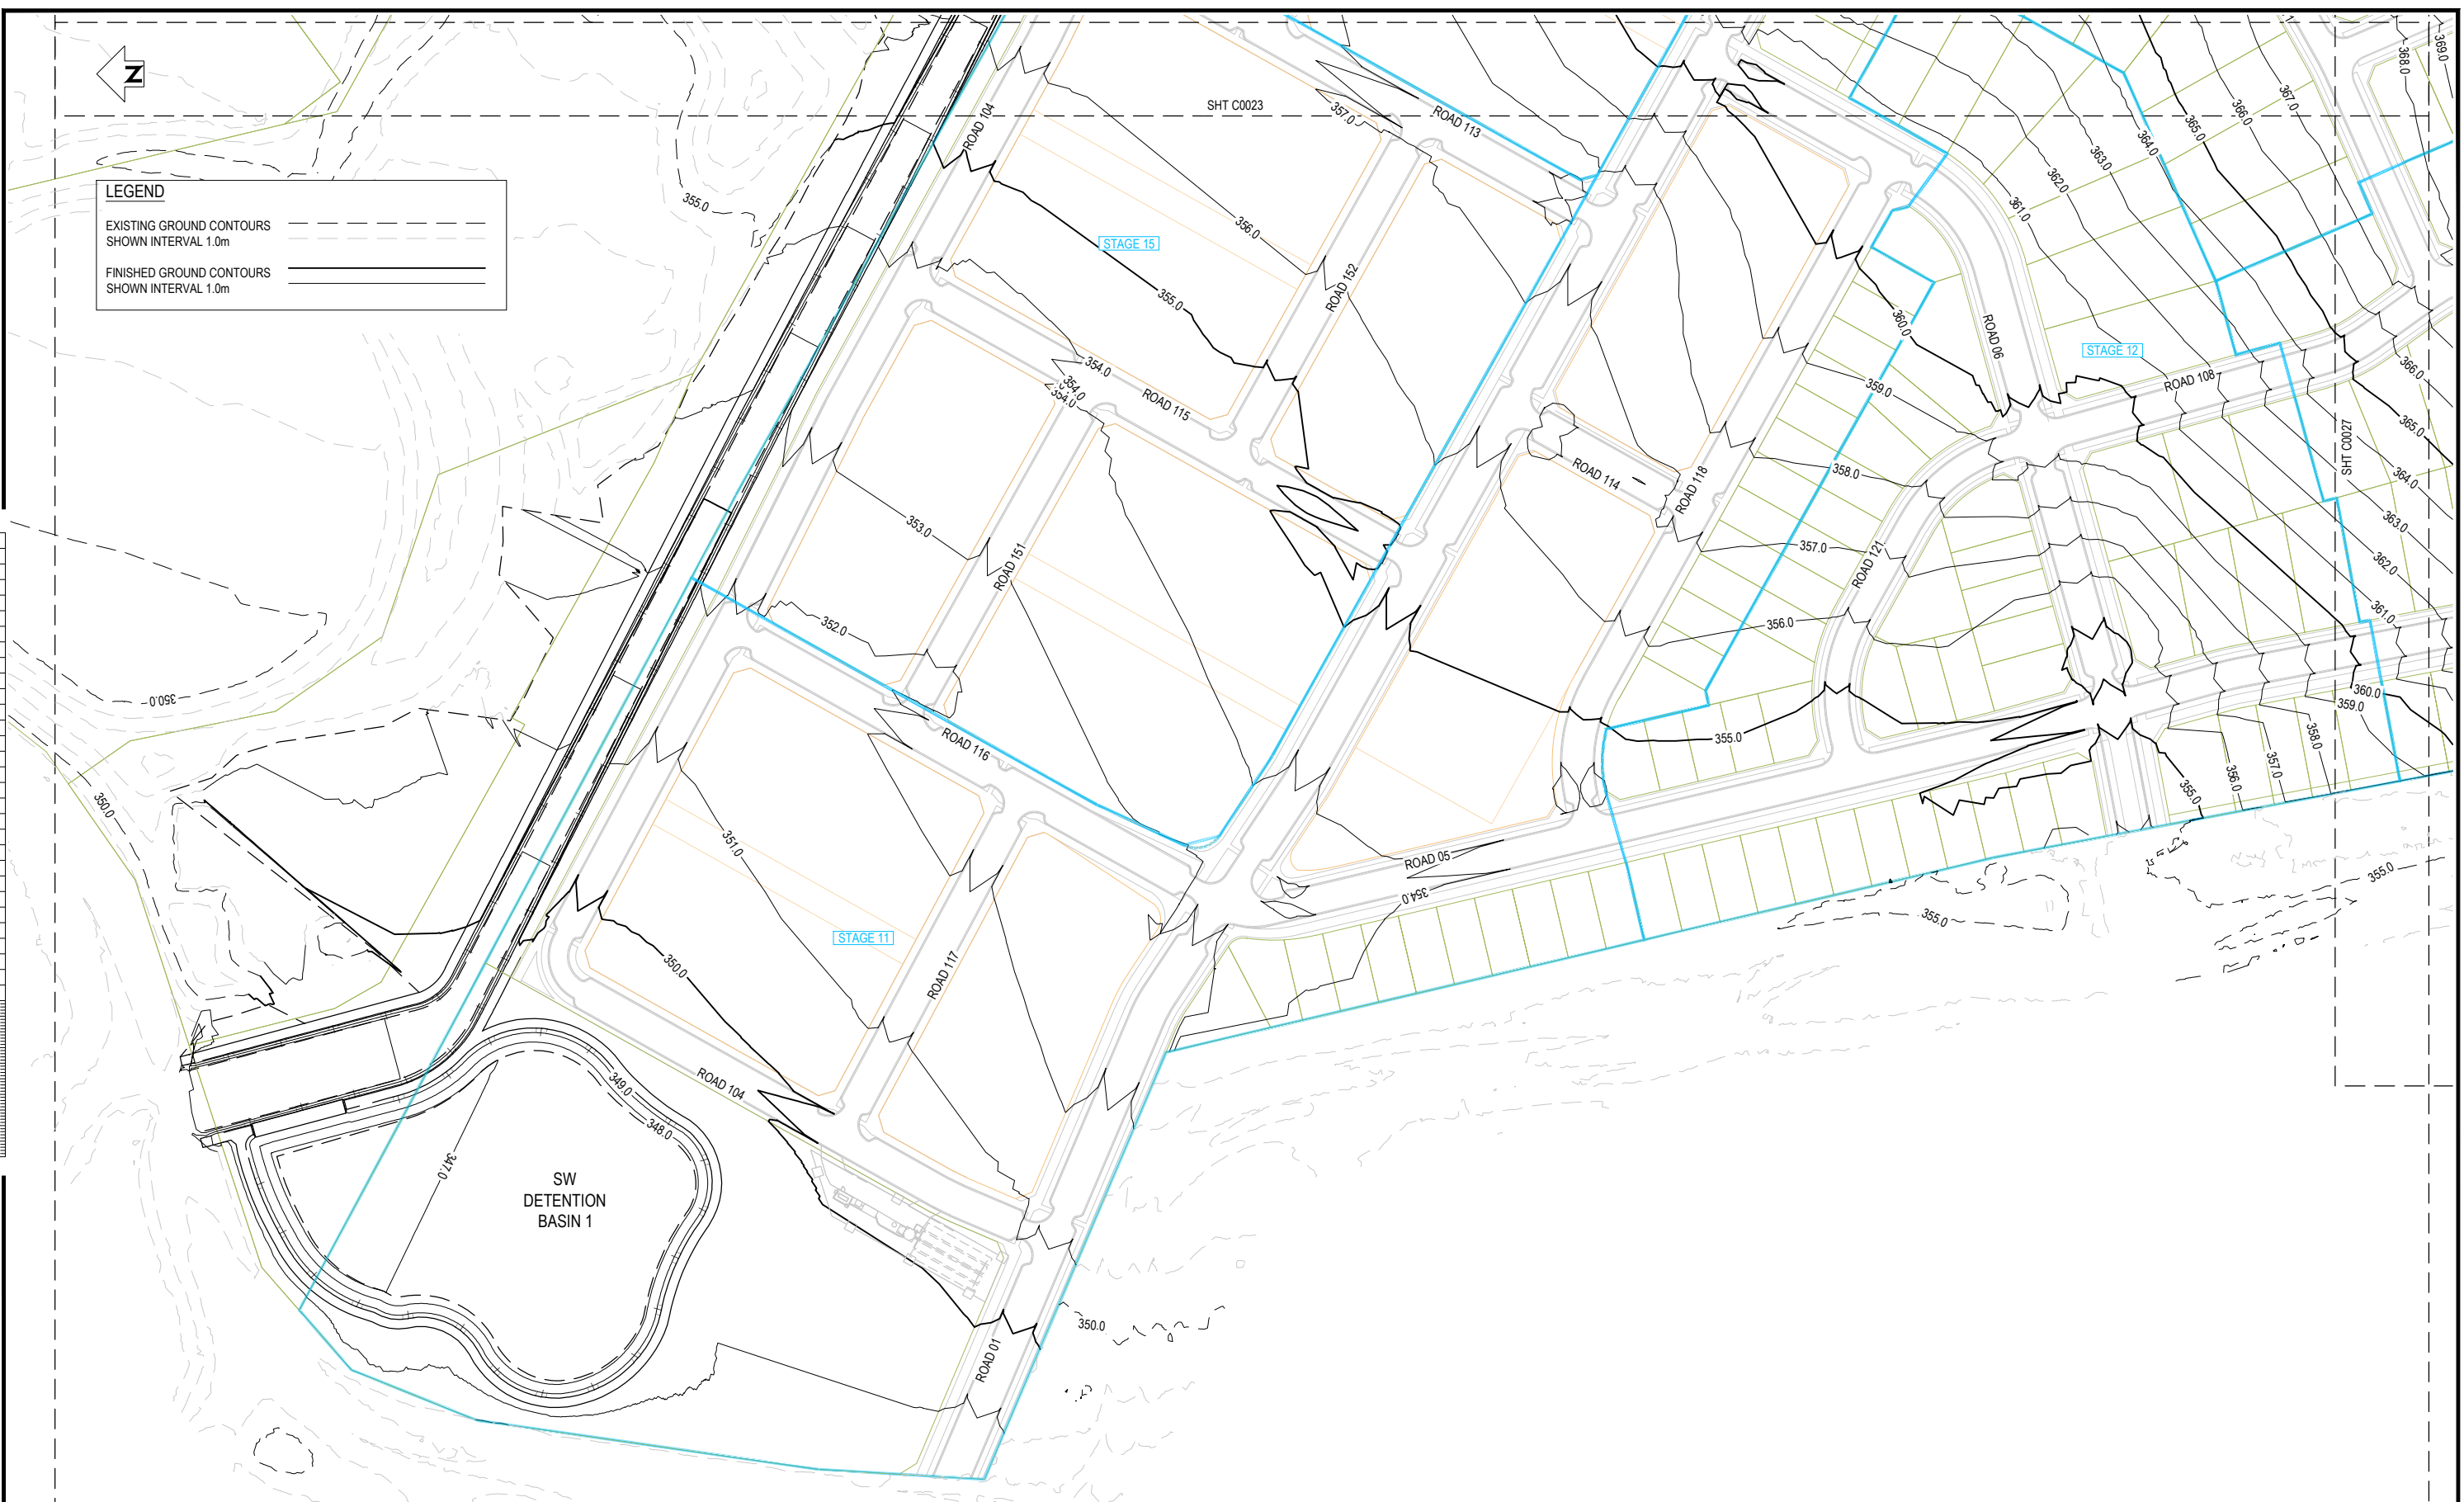 N
SHT C0023
LEGEND
EXISTING GROUND CONTOURS
SHOWN INTERVAL 1.0m
FINISHED GROUND CONTOURS
SHOWN INTERVAL 1.0m
ROAD 104
ROAD 113
357.0
355.0
356.0
STAGE 15
355.0
ROAD 152
354.0
354.0
354.0
ROAD 115
353.0
ROAD 151
352.0
ROAD 116
350.0
350.0
351.0
STAGE 11
350.0
ROAD 117
ROAD 104
349.0
348.0
347.0
SW
DETENTION
BASIN 1
ROAD 01
350.0
369.0
368.0
367.0
366.0
365.0
364.0
363.0
362.0
361.0
360.0
ROAD 06
STAGE 12
ROAD 108
359.0
358.0
357.0
356.0
355.0
ROAD 114
ROAD 118
ROAD 121
ROAD 05
354.0
366.0
365.0
SHT C0027
364.0
363.0
362.0
361.0
360.0
359.0
358.0
357.0
356.0
355.0
355.0
355.0